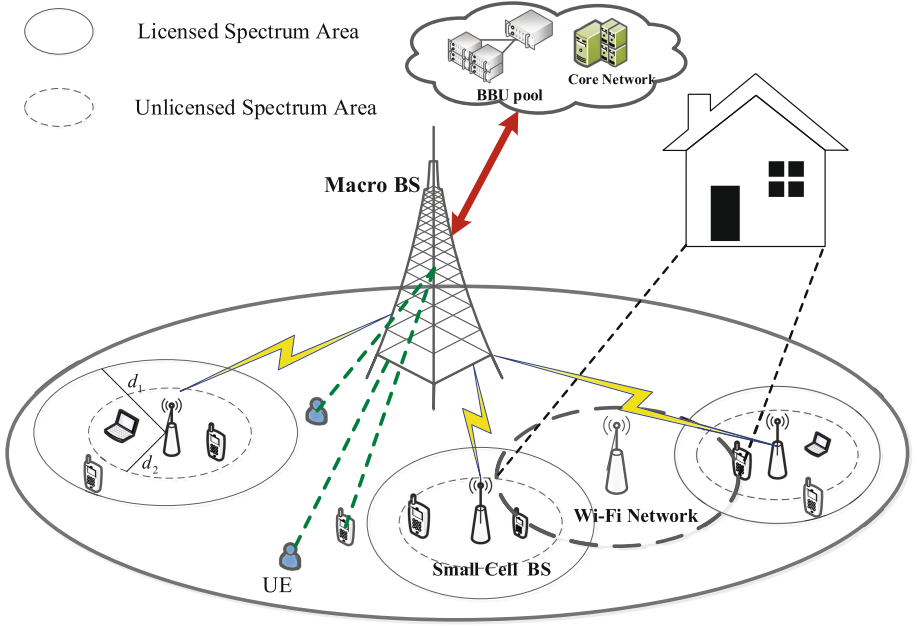 Licensed Spectrum Area
Unlicensed Spectrum Area
BBU pool
Core Network
Macro BS
d1
d2
Wi-Fi Network
Small Cell BS
UE